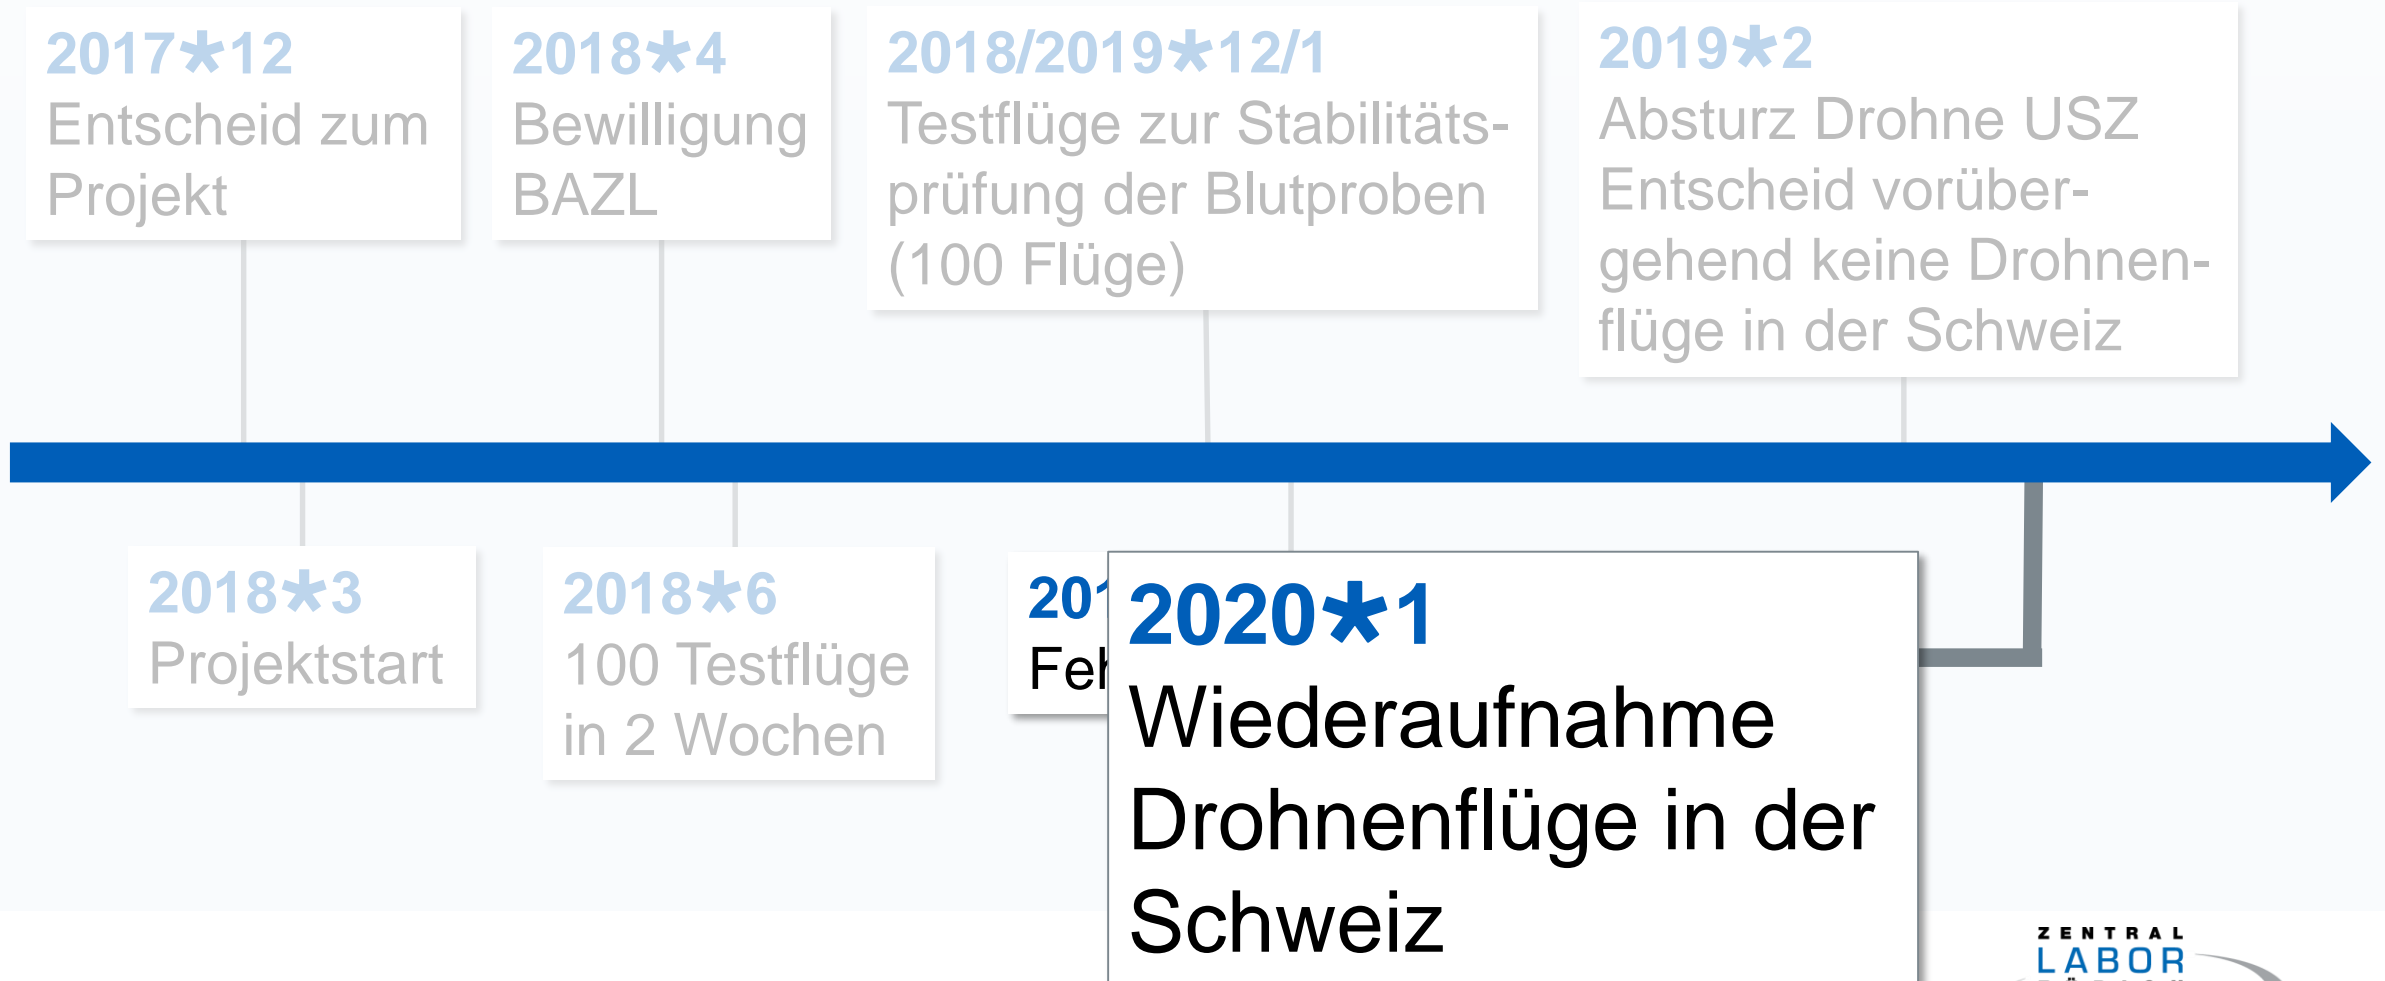 2017*12
Entscheid zum
Projekt
2018*4
Bewilligung
BAZL
2018/2019*12/1
Testflüge zur Stabilitäts-
prüfung der Blutproben
(100 Flüge)
2019*2
Absturz Drohne USZ
Entscheid vorüber-
gehend keine Drohnen-
flüge in der Schweiz
2018*3
Projektstart
2018*6
100 Testflüge
in 2 Wochen
2020*1
Wiederaufnahme
Drohnenflüge in der
Schweiz
ZENTRAL
LABOR